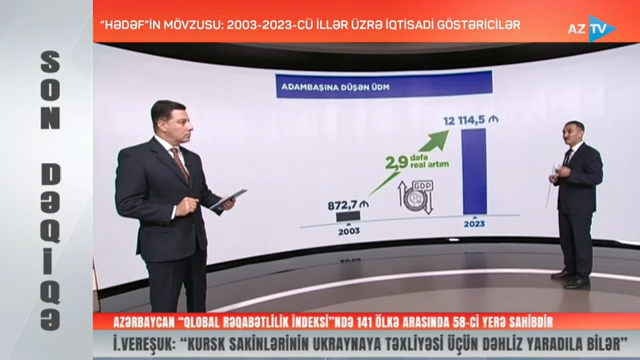 "HƏDƏF"İN MÖVZUSU: 2003-2023-CÜ İLLƏR ÜZRƏ İQTİSADİ GÖSTƏRİCİLƏR
AZTV
SON DƏQİQƏ
ADAMBAŞINA DÜŞƏN ÜDM
12 114,5 ₼
2,9 dəfə
real artım
GDP
872,7 ₼
2003
2023
AZƏRBAYCAN "QLOBAL RƏQABƏTLİLİK İNDEKSİ"NDƏ 141 ÖLKƏ ARASINDA 58-Cİ YERƏ SAHİBDİR
İ.VEREŞUK: "KURSK SAKİNLƏRİNİN UKRAYNAYA TƏXLİYƏSİ ÜÇÜN DƏHLİZ YARADILA BİLƏR"